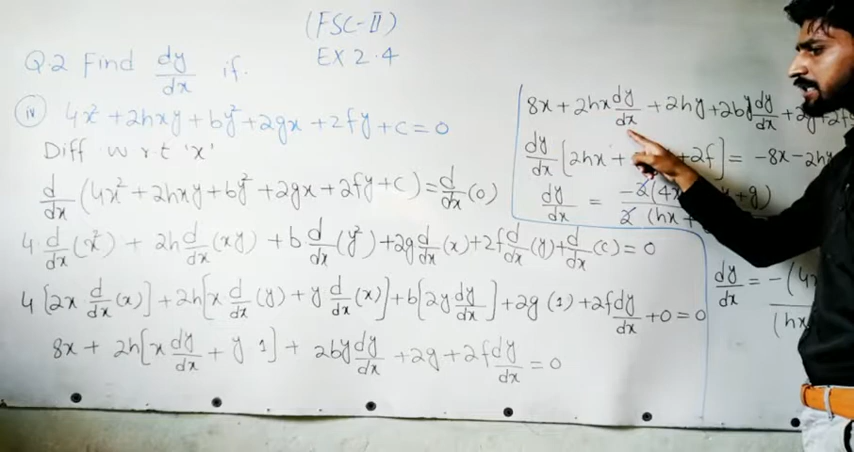 (FSC-II)
EX 2.4
Q.2 Find dy/dx if.
(iv) 4x² + 2hxy + by² + 2gx + 2fy + c = 0
Diff w r t 'x'
d/dx (4x² + 2hxy + by² + 2gx + 2fy + c) = d/dx (0)
4 d/dx (x²) + 2h d/dx (xy) + b d/dx (y²) + 2g d/dx (x) + 2f d/dx (y) + d/dx (c) = 0
4 [2x d/dx (x)] + 2h [x d/dx (y) + y d/dx (x)] + b [2y dy/dx] + 2g (1) + 2f dy/dx + 0 = 0
8x + 2h [x dy/dx + y 1] + 2by dy/dx + 2g + 2f dy/dx = 0
8x + 2hx dy/dx + 2hy + 2by dy/dx + 2g + 2f
dy/dx [2hx + + 2f] = -8x - 2hy
dy/dx = -2(4x y + g) / 2 (hx
dy/dx = -(4x / (hx